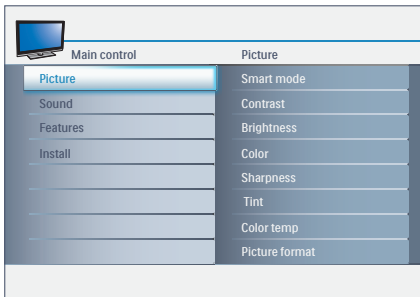 Main control
Picture
Picture
Sound
Features
Install
Smart mode
Contrast
Brightness
Color
Sharpness
Tint
Color temp
Picture format